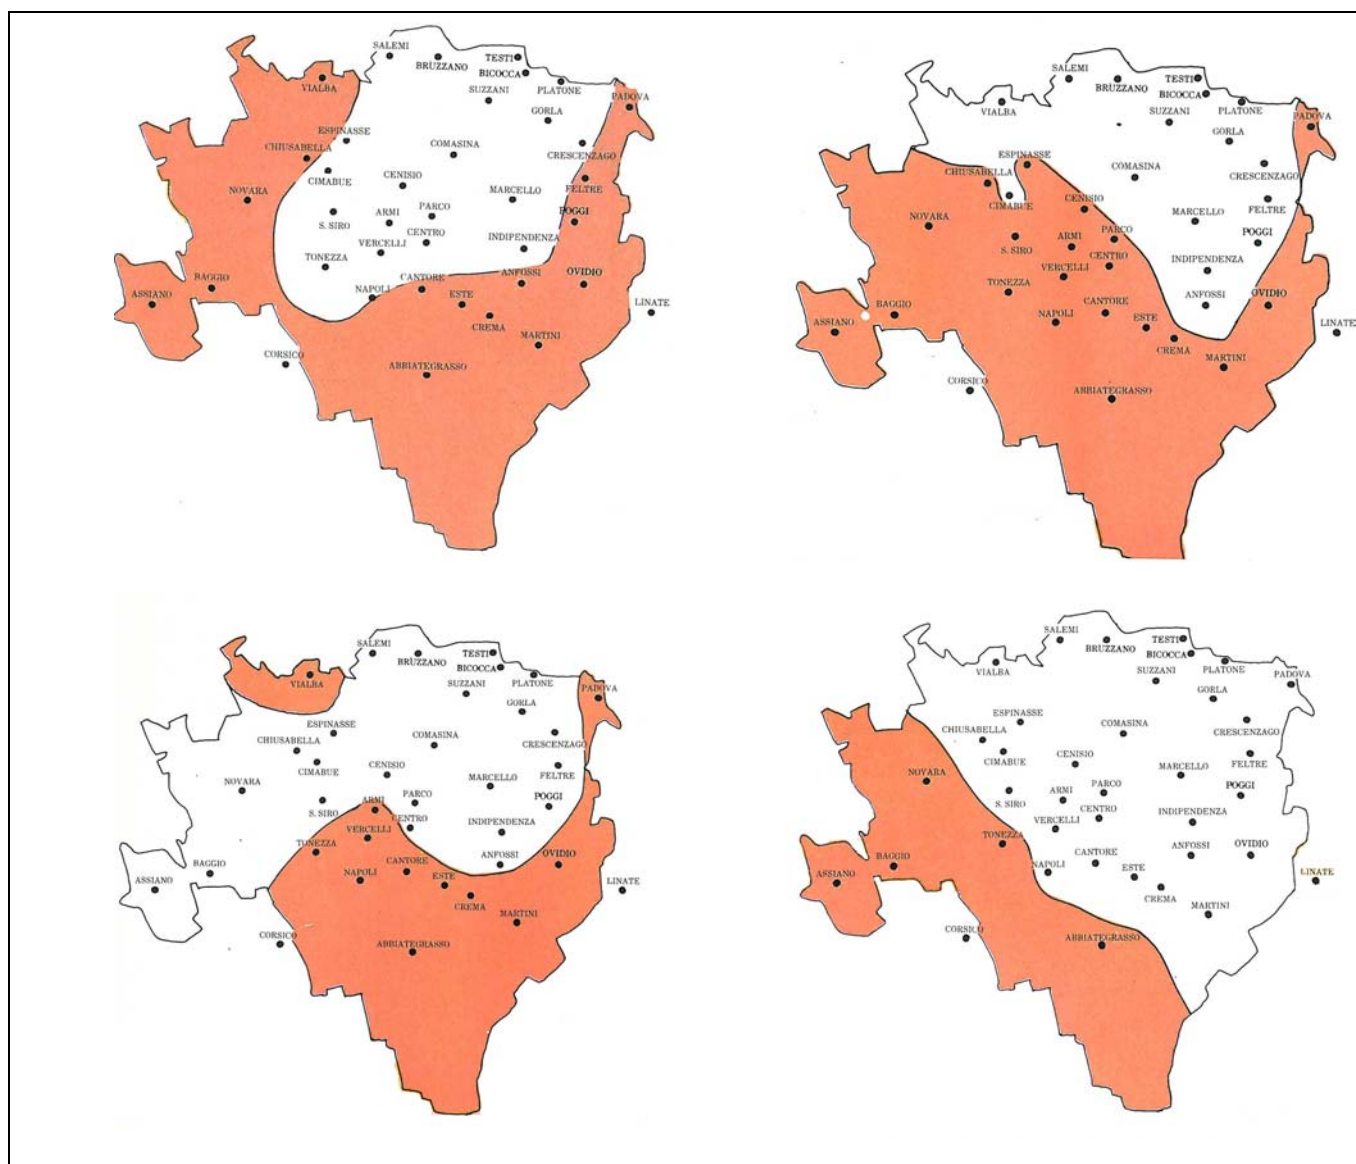 SALEMI
BRUZZANO
TESTI
BICOCCA
VIALBA
SUZZANI
PLATONE
PADOVA
GORLA
ESPINASSE
CHIUSABELLA
COMASINA
CRESCENZAGO
CIMABUE
CENISIO
FELTRE
NOVARA
MARCELLO
S. SIRO
ARMI
PARCO
POGGI
CENTRO
VERCELLI
INDIPENDENZA
TONEZZA
BAGGIO
CANTORE
ANFOSSI
OVIDIO
NAPOLI
ASSIANO
ESTE
LINATE
CREMA
MARTINI
CORSICO
ABBIATEGRASSO
SALEMI
BRUZZANO
TESTI
BICOCCA
VIALBA
SUZZANI
PLATONE
PADOVA
GORLA
ESPINASSE
CHIUSABELLA
COMASINA
CRESCENZAGO
CIMABUE
CENISIO
FELTRE
NOVARA
MARCELLO
S. SIRO
ARMI
PARCO
POGGI
CENTRO
VERCELLI
INDIPENDENZA
TONEZZA
BAGGIO
CANTORE
ANFOSSI
OVIDIO
NAPOLI
ASSIANO
ESTE
LINATE
CREMA
MARTINI
CORSICO
ABBIATEGRASSO
SALEMI
BRUZZANO
TESTI
BICOCCA
VIALBA
SUZZANI
PLATONE
PADOVA
GORLA
ESPINASSE
CHIUSABELLA
COMASINA
CRESCENZAGO
CIMABUE
CENISIO
FELTRE
NOVARA
MARCELLO
S. SIRO
ARMI
PARCO
POGGI
CENTRO
VERCELLI
INDIPENDENZA
TONEZZA
BAGGIO
CANTORE
ANFOSSI
OVIDIO
NAPOLI
ASSIANO
ESTE
LINATE
CREMA
MARTINI
CORSICO
ABBIATEGRASSO
SALEMI
BRUZZANO
TESTI
BICOCCA
VIALBA
SUZZANI
PLATONE
PADOVA
GORLA
ESPINASSE
CHIUSABELLA
COMASINA
CRESCENZAGO
CIMABUE
CENISIO
FELTRE
NOVARA
MARCELLO
S. SIRO
ARMI
PARCO
POGGI
CENTRO
VERCELLI
INDIPENDENZA
TONEZZA
BAGGIO
CANTORE
ANFOSSI
OVIDIO
NAPOLI
ASSIANO
ESTE
LINATE
CREMA
MARTINI
CORSICO
ABBIATEGRASSO